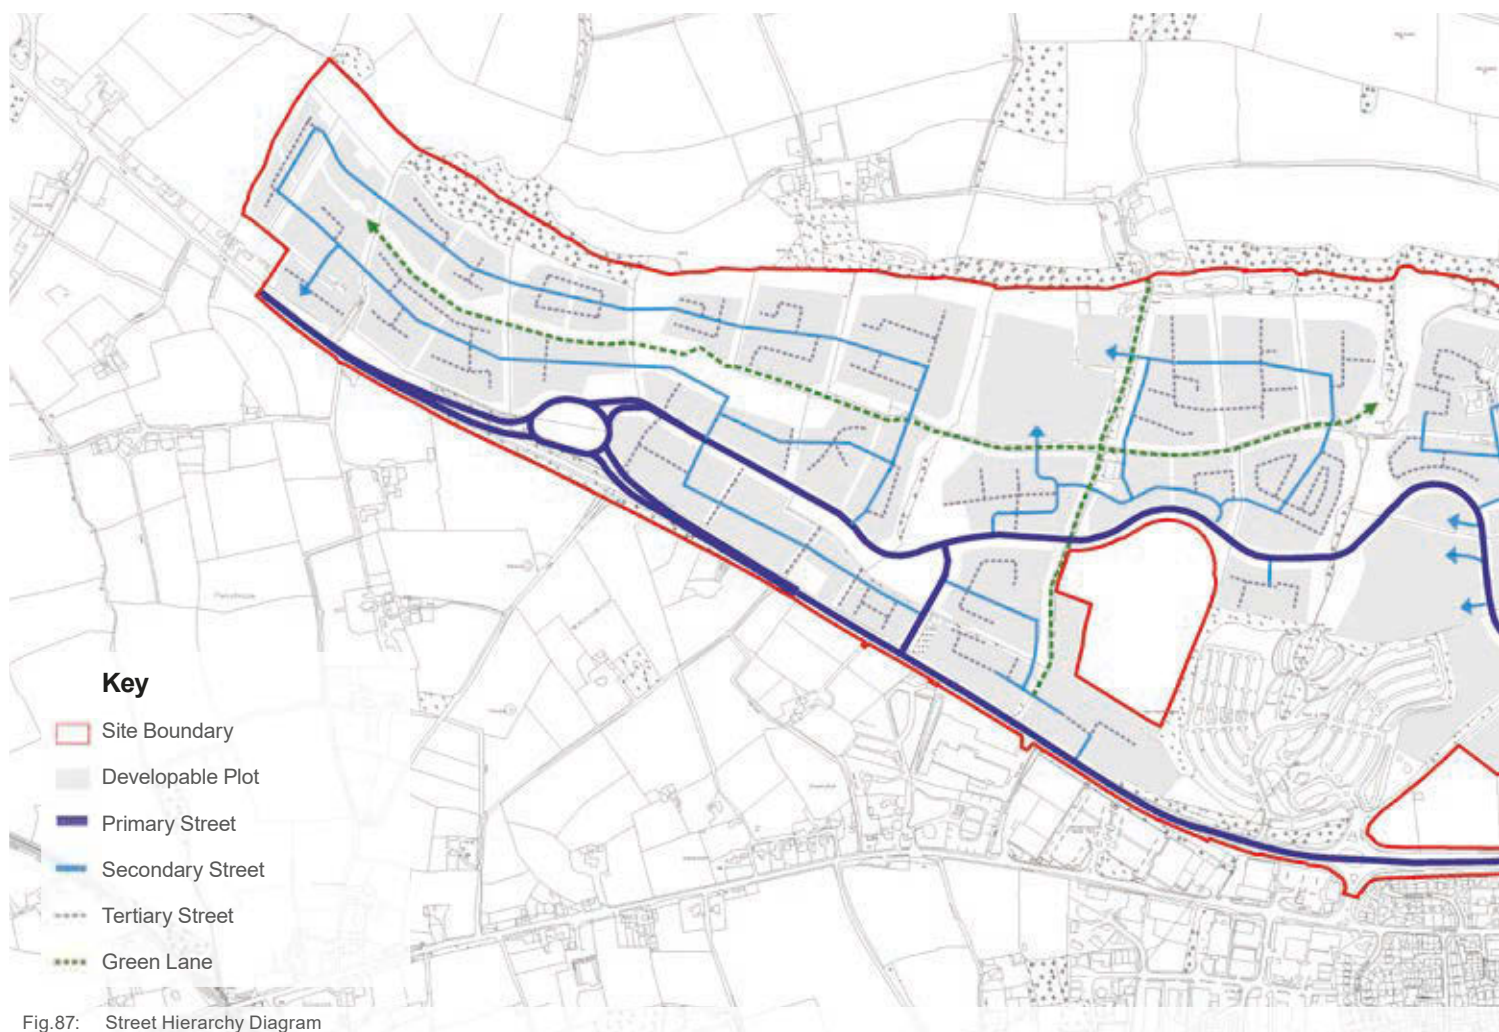 Key
Site Boundary
Developable Plot
Primary Street
Secondary Street
Tertiary Street
Green Lane
Fig.87: Street Hierarchy Diagram